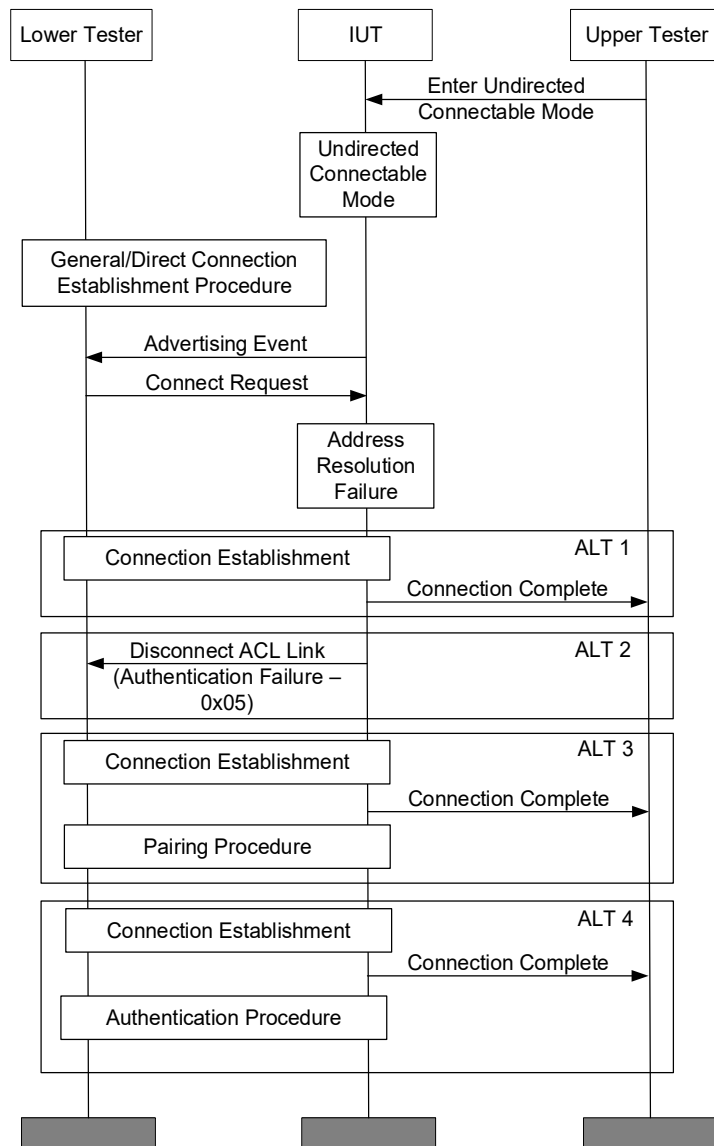 Lower Tester
IUT
Upper Tester
Enter Undirected
Connectable Mode
Undirected
Connectable
Mode
General/Direct Connection
Establishment Procedure
Advertising Event
Connect Request
Address
Resolution
Failure
ALT 1
Connection Establishment
Connection Complete
ALT 2
Disconnect ACL Link
(Authentication Failure –
0x05)
ALT 3
Connection Establishment
Connection Complete
Pairing Procedure
ALT 4
Connection Establishment
Connection Complete
Authentication Procedure